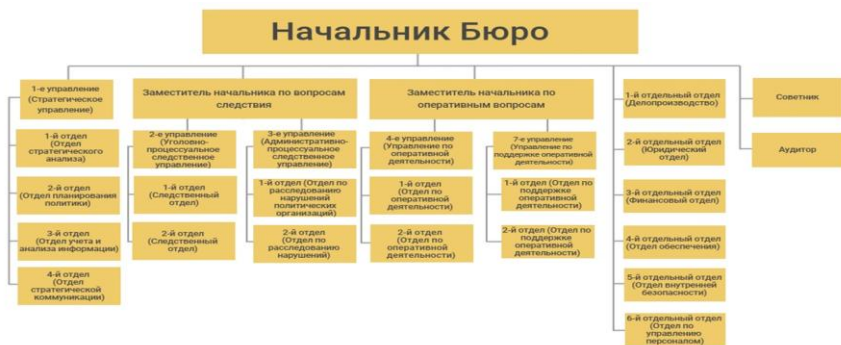 Начальник Бюро
1-е управление
(Стратегическое
управление)
1-й отдел
(Отдел
стратегического
анализа)
2-й отдел
(Отдел планирования
политики)
3-й отдел
(Отдел учета и
анализа информации)
4-й отдел
(Отдел
стратегической
коммуникации)
Заместитель начальника по вопросам
следствия
2-е управление
(Уголовно-
процессуальное
следственное
управление)
1-й отдел
(Следственный
отдел)
2-й отдел
(Следственный
отдел)
3-е управление
(Административно-
процессуальное
следственное
управление)
1-й отдел (Отдел по
расследованию
нарушений
политических
организаций)
2-й отдел
(Отдел по
расследованию
нарушений)
Заместитель начальника по
оперативным вопросам
4-е управление
(Управление по
оперативной
деятельности)
1-й отдел
(Отдел по
оперативной
деятельности)
2-й отдел
(Отдел по
оперативной
деятельности)
7-е управление
(Управление по
поддержке оперативной
деятельности)
1-й отдел (Отдел по
поддержке
оперативной
деятельности)
2-й отдел (Отдел по
поддержке
оперативной
деятельности)
1-й отдельный отдел
(Делопроизводство)
2-й отдельный отдел
(Юридический
отдел)
3-й отдельный отдел
(Финансовый отдел)
4-й отдельный отдел
(Отдел обеспечения)
5-й отдельный отдел
(Отдел внутренней
безопасности)
6-й отдельный отдел
(Отдел по
управлению
персоналом)
Советник
Аудитор